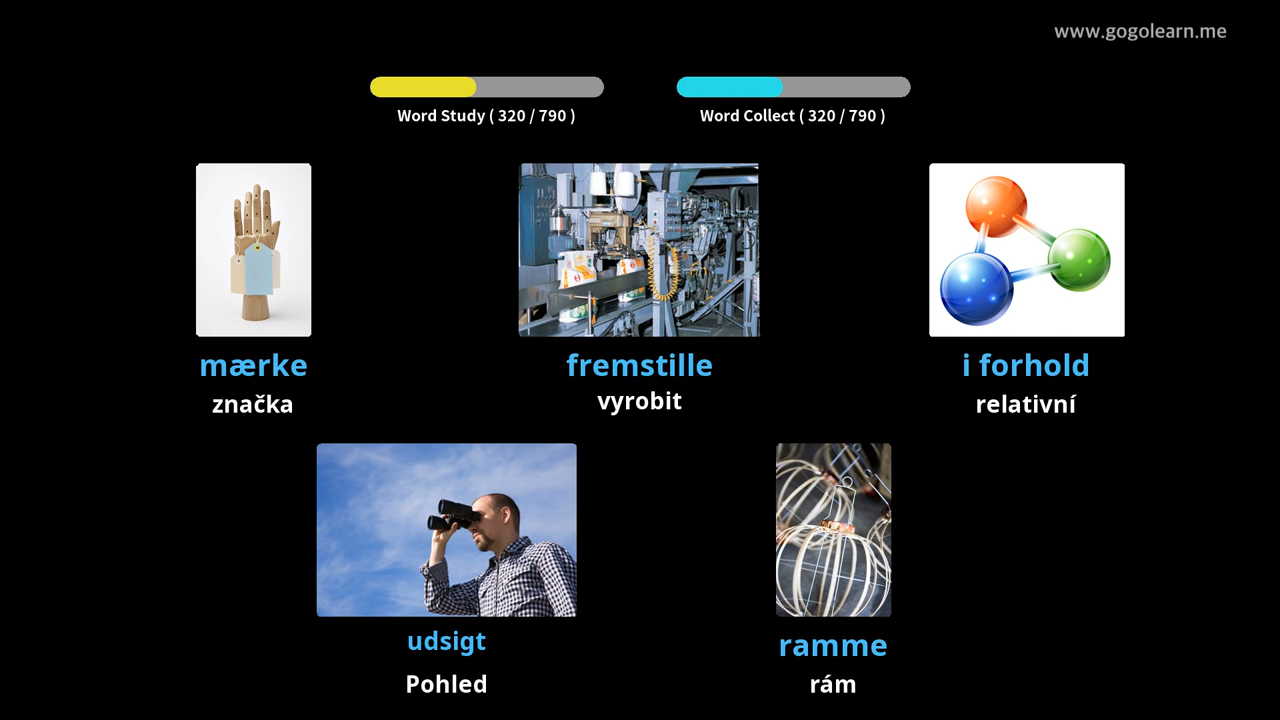 www.gogolearn.me
Word Study ( 320 / 790 )
Word Collect ( 320 / 790 )
mærke
značka
fremstille
vyrobit
i forhold
relativní
udsigt
Pohled
ramme
rám